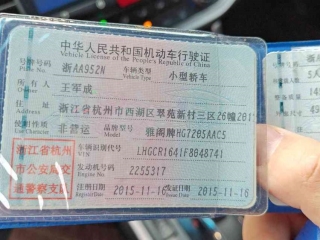 中华人民共和国机动车行驶证
Vehicle License of the People's Republic of China
号牌号码 浙AA952N 车辆类型 小型轿车
Plate No. Vehicle Type
所有人 王军成
Owner
住址 浙江省杭州市西湖区翠苑新村三区26幢201
Address
使用性质 非营运 品牌型号 雅阁牌HG7205AAC5
Use Character Model
浙江省杭州
市公安局交
通警察支队
车辆识别代号 LHGCR1641F8048741
VIN
发动机号码 2255317
Engine No.
注册日期 2015-11-16 发证日期 2015-11-16
Register Date Issue Date